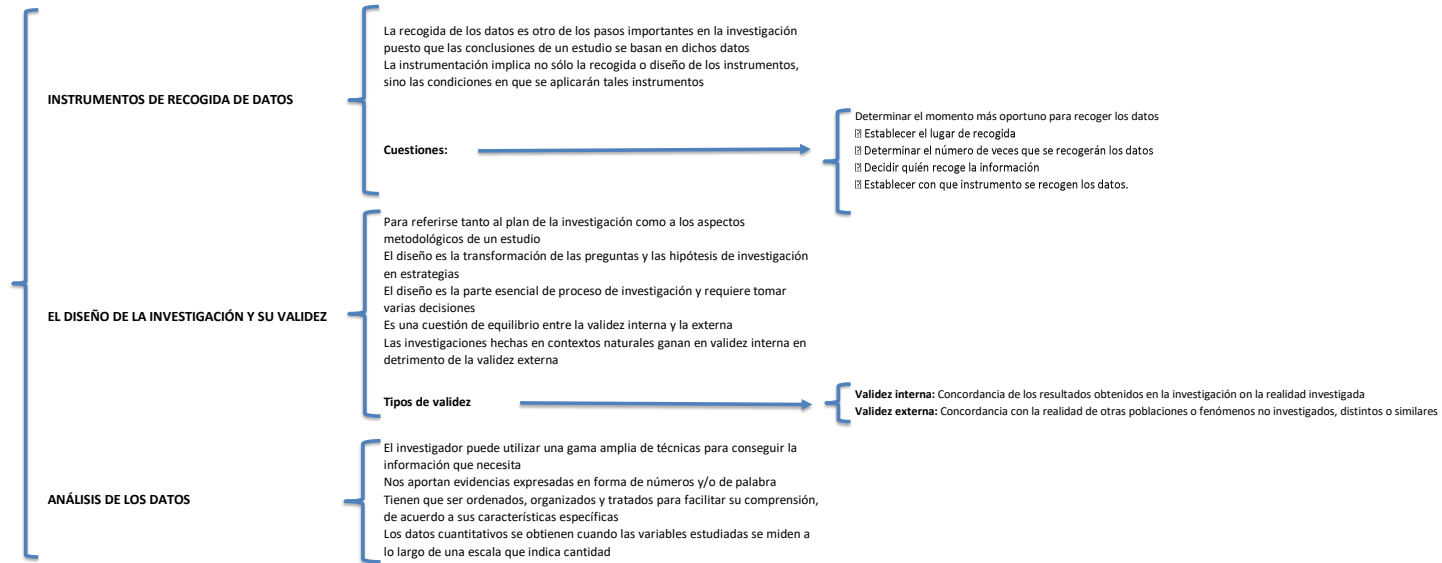 INSTRUMENTOS DE RECOGIDA DE DATOS
La recogida de los datos es otro de los pasos importantes en la investigación
puesto que las conclusiones de un estudio se basan en dichos datos
La instrumentación implica no sólo la recogida o diseño de los instrumentos,
sino las condiciones en que se aplicarán tales instrumentos
Cuestiones:
Determinar el momento más oportuno para recoger los datos
Establecer el lugar de recogida
Determinar el número de veces que se recogerán los datos
Decidir quién recoge la información
Establecer con que instrumento se recogen los datos.
EL DISEÑO DE LA INVESTIGACIÓN Y SU VALIDEZ
Para referirse tanto al plan de la investigación como a los aspectos
metodológicos de un estudio
El diseño es la transformación de las preguntas y las hipótesis de investigación
en estrategias
El diseño es la parte esencial de proceso de investigación y requiere tomar
varias decisiones
Es una cuestión de equilibrio entre la validez interna y la externa
Las investigaciones hechas en contextos naturales ganan en validez interna en
detrimento de la validez externa
Tipos de validez
Validez interna: Concordancia de los resultados obtenidos en la investigación on la realidad investigada
Validez externa: Concordancia con la realidad de otras poblaciones o fenómenos no investigados, distintos o similares
ANÁLISIS DE LOS DATOS
El investigador puede utilizar una gama amplia de técnicas para conseguir la
información que necesita
Nos aportan evidencias expresadas en forma de números y/o de palabra
Tienen que ser ordenados, organizados y tratados para facilitar su comprensión,
de acuerdo a sus características específicas
Los datos cuantitativos se obtienen cuando las variables estudiadas se miden a
lo largo de una escala que indica cantidad